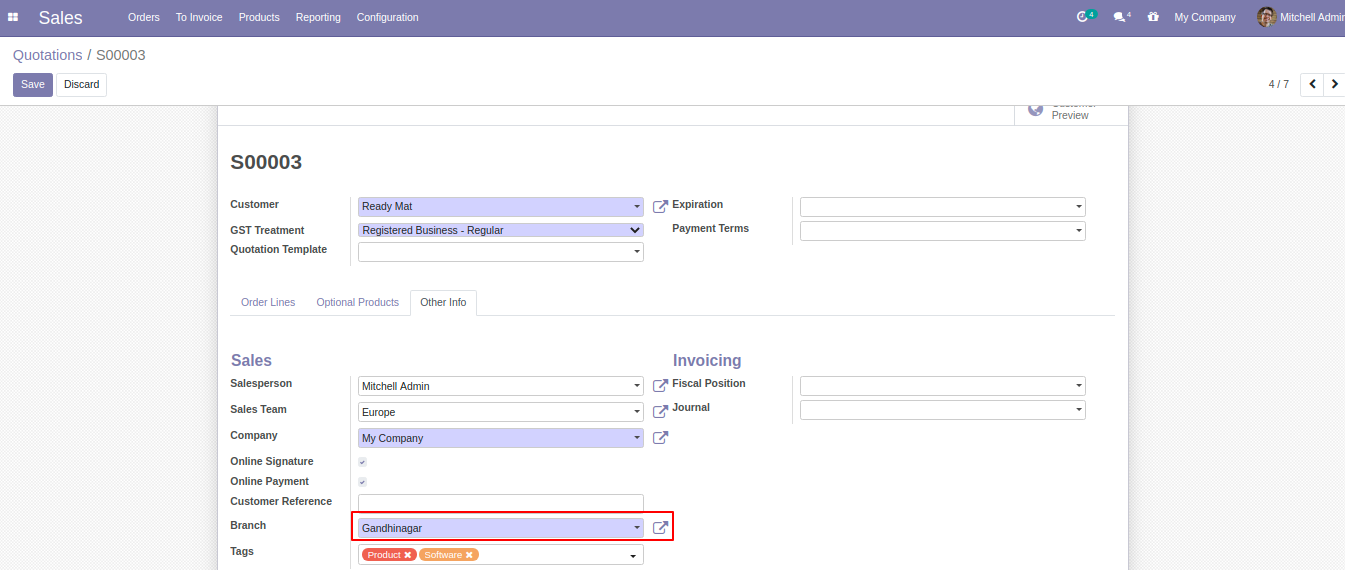 Sales Orders To Invoice Products Reporting Configuration 4 4 My Company Mitchell Admin
Quotations / S00003
Save Discard 4 / 7
Preview
S00003
Customer Ready Mat Expiration
GST Treatment Registered Business - Regular Payment Terms
Quotation Template
Order Lines Optional Products Other Info
Sales Invoicing
Salesperson Mitchell Admin Fiscal Position
Sales Team Europe Journal
Company My Company
Online Signature
Online Payment
Customer Reference
Branch Gandhinagar
Tags Product Software